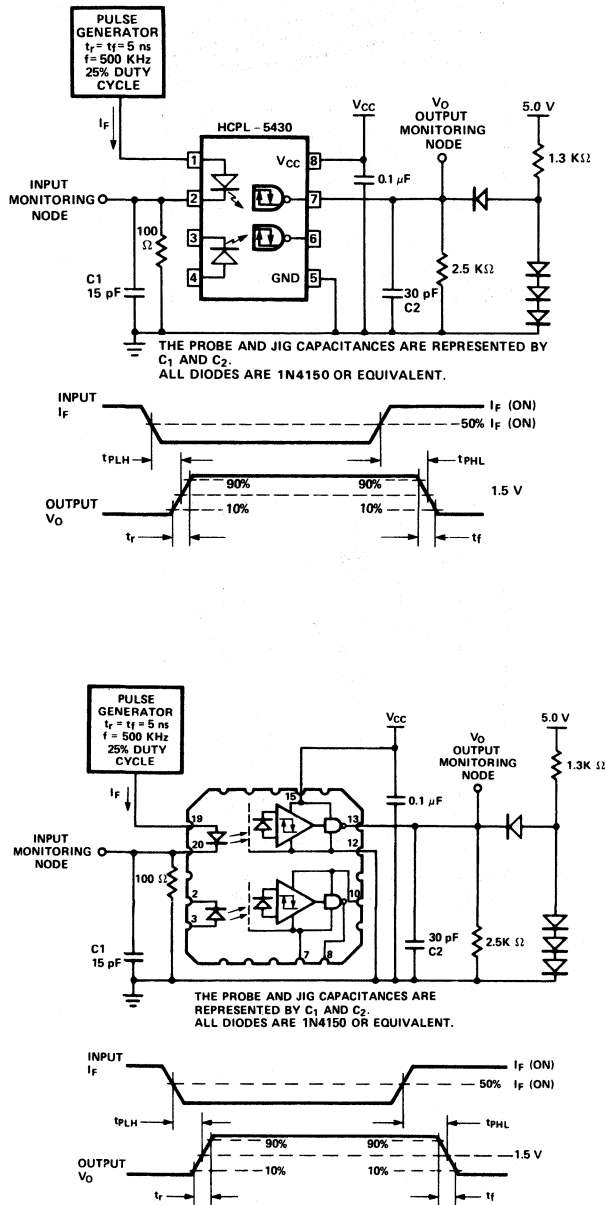 PULSE
GENERATOR
tr = tf = 5 ns
f = 500 KHz
25% DUTY
CYCLE
IF
HCPL - 5430
VCC
VO
OUTPUT
MONITORING
NODE
5.0 V
1.3 KΩ
1
VCC
8
0.1 μF
INPUT
MONITORING
NODE
2
7
100
Ω
3
6
2.5 KΩ
C1
15 pF
4
GND
5
30 pF
C2
THE PROBE AND JIG CAPACITANCES ARE REPRESENTED BY
C1 AND C2.
ALL DIODES ARE 1N4150 OR EQUIVALENT.
INPUT
IF
IF (ON)
50% IF (ON)
tPLH
tPHL
90%
90%
1.5 V
OUTPUT
VO
10%
10%
tr
tf
PULSE
GENERATOR
tr = tf = 5 ns
f = 500 KHz
25% DUTY
CYCLE
IF
VCC
VO
OUTPUT
MONITORING
NODE
5.0 V
1.3K Ω
15
0.1 μF
19
13
INPUT
MONITORING
NODE
20
12
100 Ω
2
10
3
C1
15 pF
7
8
30 pF
C2
2.5K Ω
THE PROBE AND JIG CAPACITANCES ARE
REPRESENTED BY C1 AND C2.
ALL DIODES ARE 1N4150 OR EQUIVALENT.
INPUT
IF
IF (ON)
50% IF (ON)
tPLH
tPHL
90%
90%
1.5 V
OUTPUT
VO
10%
10%
tr
tf